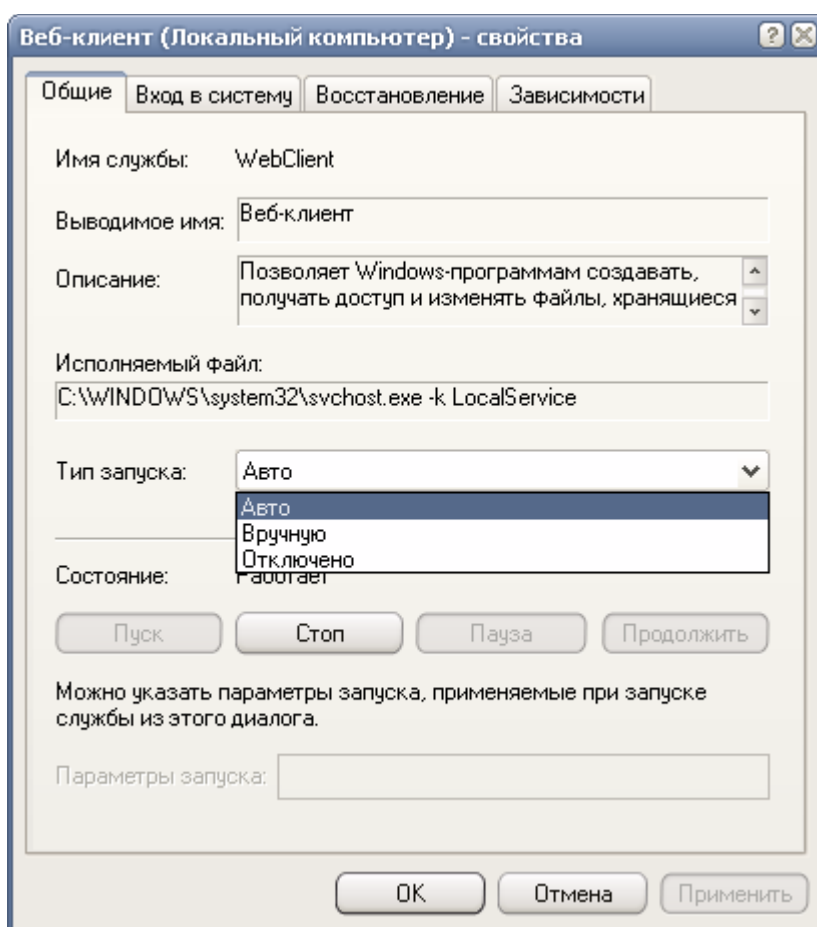 Веб-клиент (Локальный компьютер) - свойства
Общие
Вход в систему
Восстановление
Зависимости
Имя службы: WebClient
Выводимое имя: Веб-клиент
Описание: Позволяет Windows-программам создавать,
получать доступ и изменять файлы, хранящиеся
Исполняемый файл:
C:\WINDOWS\system32\svchost.exe -k LocalService
Тип запуска: Авто
Авто
Вручную
Отключено
Состояние: Работает
Пуск
Стоп
Пауза
Продолжить
Можно указать параметры запуска, применяемые при запуске
службы из этого диалога.
Параметры запуска:
OK
Отмена
Применить